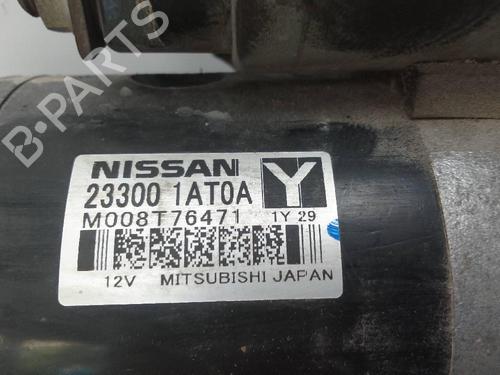 B-PARTS
NISSAN Y
23300 1AT0A
M008T76471 1Y 29
12V MITSUBISHI JAPAN